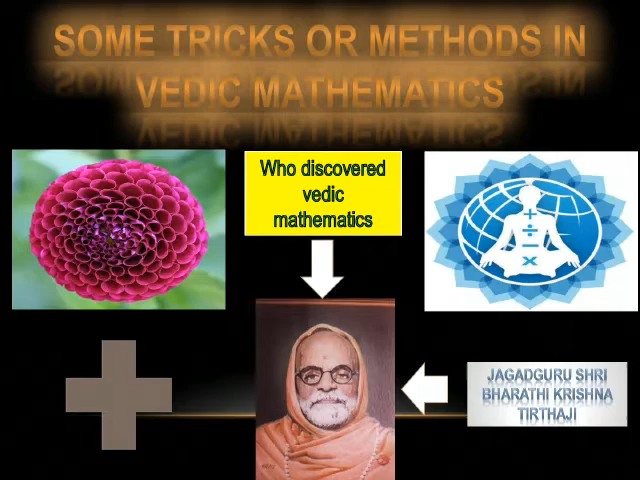 SOME TRICKS OR METHODS IN
VEDIC MATHEMATICS
Who discovered
vedic
mathematics
+
÷
−
x
JAGADGURU SHRI
BHARATHI KRISHNA
TIRTHAJI